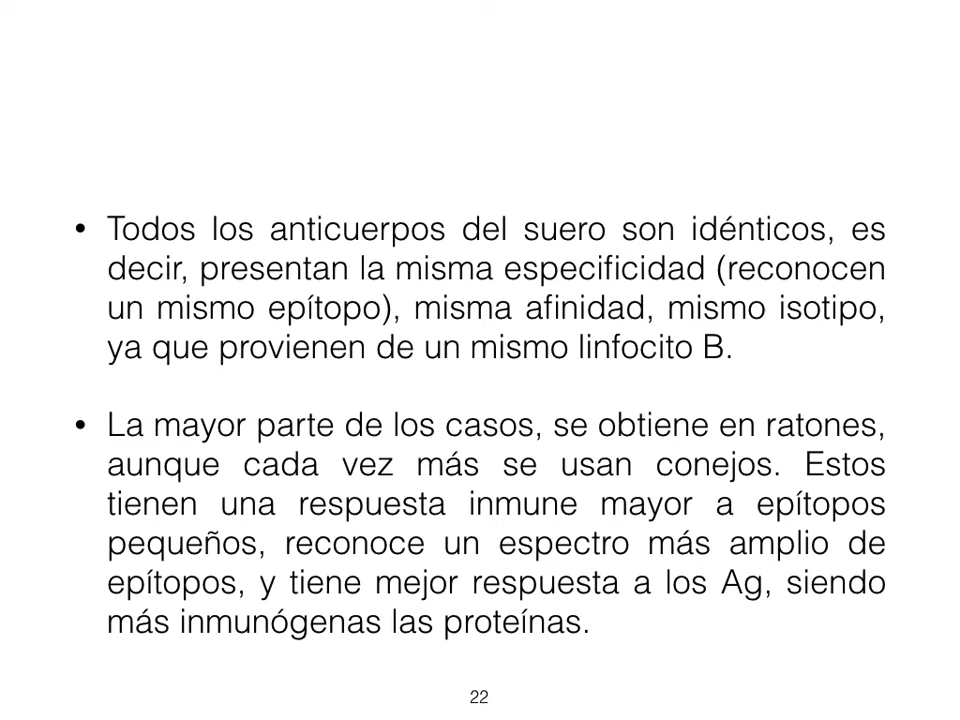 • Todos los anticuerpos del suero son idénticos, es
decir, presentan la misma especificidad (reconocen
un mismo epítopo), misma afinidad, mismo isotipo,
ya que provienen de un mismo linfocito B.
• La mayor parte de los casos, se obtiene en ratones,
aunque cada vez más se usan conejos. Estos
tienen una respuesta inmune mayor a epítopos
pequeños, reconoce un espectro más amplio de
epítopos, y tiene mejor respuesta a los Ag, siendo
más inmunógenas las proteínas.
22